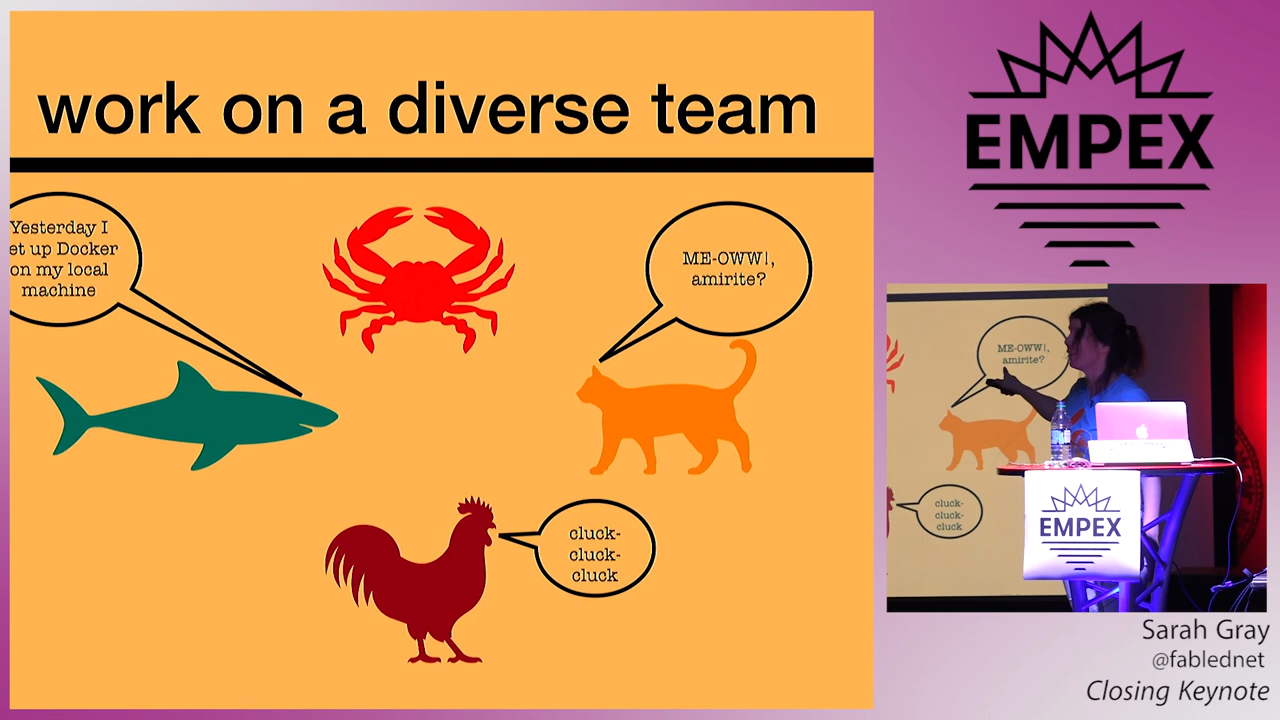 work on a diverse team
Yesterday I
et up Docker
on my local
machine
ME-OWW!,
amirite?
cluck-
cluck-
cluck
EMPEX
ME-OWW!,
amirite?
cluck-
cluck-
cluck
EMPEX
Sarah Gray
@fablednet
Closing Keynote